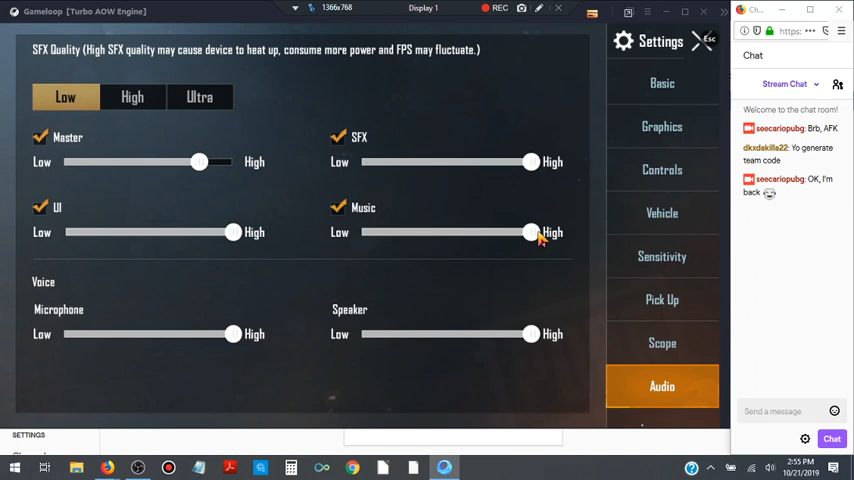 Gameloop [Turbo AOW Engine]
1366x768
Display 1
REC
Ch...
SFX Quality (High SFX quality may cause device to heat up, consume more power and FPS may fluctuate.)
Low
High
Ultra
Master
Low
High
SFX
Low
High
UI
Low
High
Music
Low
High
Voice
Microphone
Low
High
Speaker
Low
High
Settings
Esc
Basic
Graphics
Controls
Vehicle
Sensitivity
Pick Up
Scope
Audio
https:
Chat
Stream Chat
Welcome to the chat room!
seecariopubg: Brb, AFK
dkxdakilla22: Yo generate
team code
seecariopubg: OK, I'm
back
Send a message
Chat
SETTINGS
2:55 PM
10/21/2019